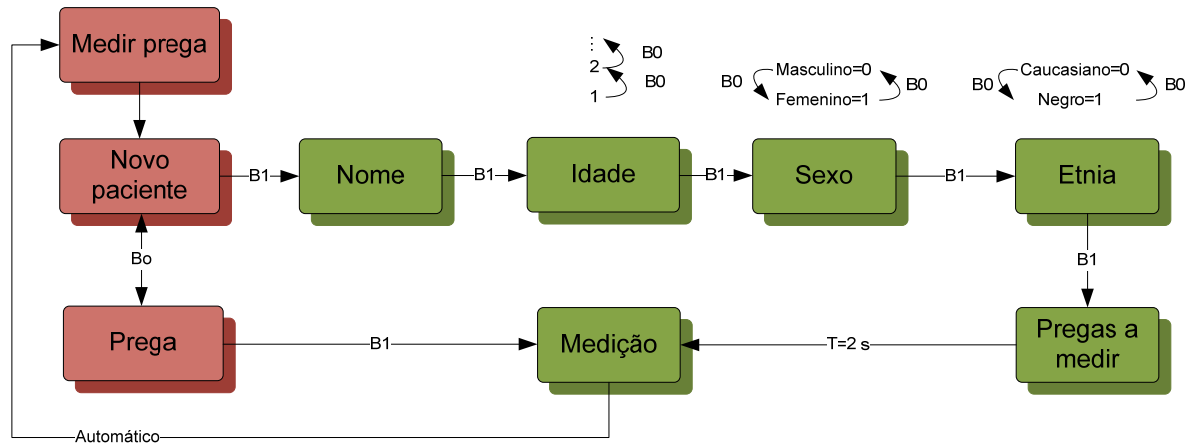 Medir prega
⋮
2
1
B0
B0
B0
Masculino=0
Femenino=1
B0
B0
Caucasiano=0
Negro=1
B0
Novo
paciente
B1
Nome
B1
Idade
B1
Sexo
B1
Etnia
Bo
B1
Prega
B1
Medição
T=2 s
Pregas a
medir
Automático